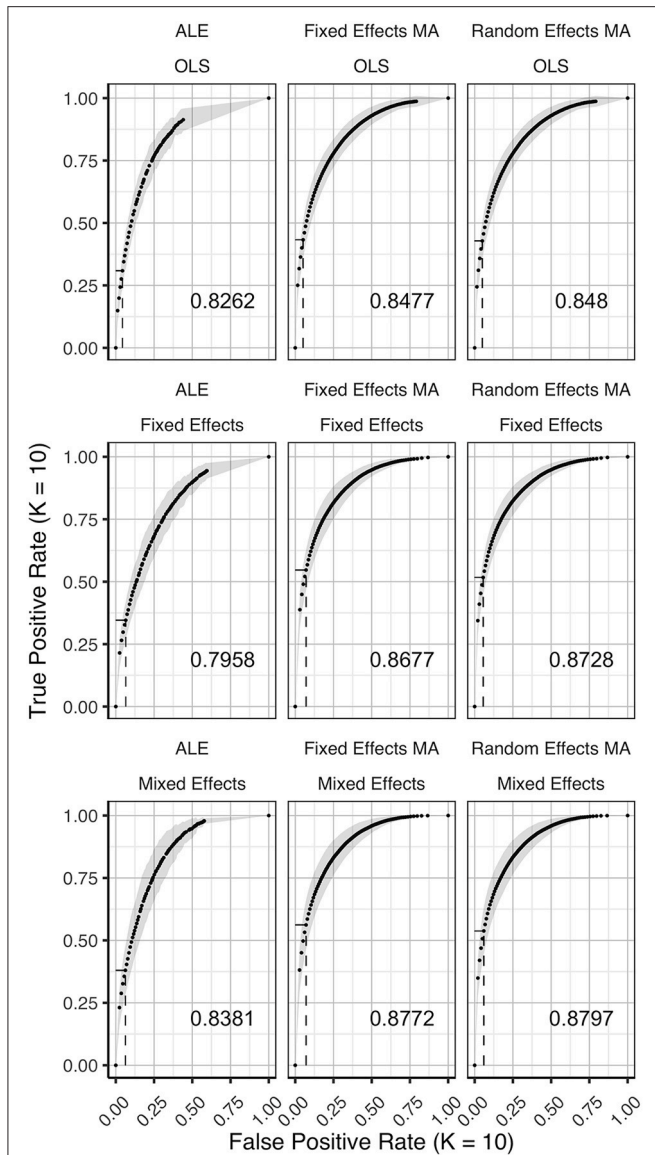 ALE Fixed Effects MA Random Effects MA
OLS OLS OLS
1.00
0.75
0.50
0.25
0.00
0.8262 0.8477 0.848
ALE Fixed Effects MA Random Effects MA
Fixed Effects Fixed Effects Fixed Effects
1.00
0.75
0.50
0.25
0.00
0.7958 0.8677 0.8728
ALE Fixed Effects MA Random Effects MA
Mixed Effects Mixed Effects Mixed Effects
1.00
0.75
0.50
0.25
0.00
0.8381 0.8772 0.8797
0.00 0.25 0.50 0.75 1.00 0.00 0.25 0.50 0.75 1.00 0.00 0.25 0.50 0.75 1.00
False Positive Rate (K = 10)
True Positive Rate (K = 10)